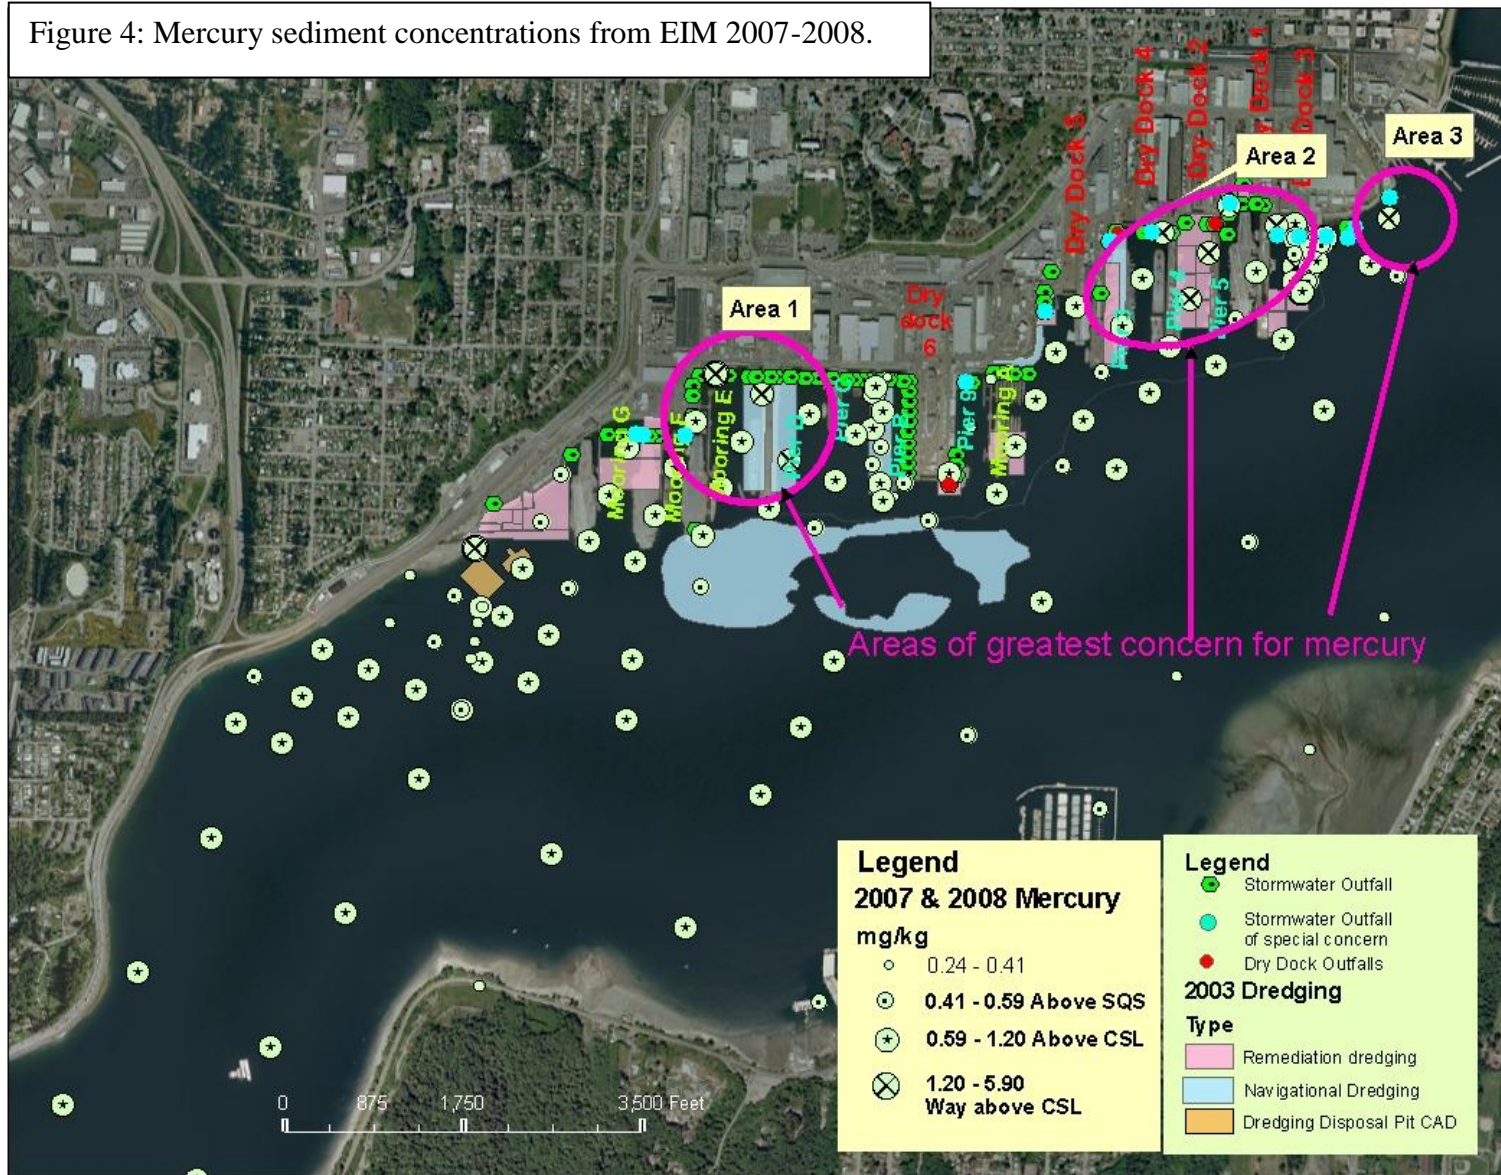 Figure 4: Mercury sediment concentrations from EIM 2007-2008.
Dry Dock 5
Dry Dock 4
Dry Dock 2
Dock 1
Dock 3
Area 2
Area 3
Area 1
Dry
dock
6
Mooring G
Mooring F
Mooring E
Pier D
Pier C
Pier B
Pier 9
Mooring A
Pier 4
Pier 5
Areas of greatest concern for mercury
Legend
2007 & 2008 Mercury
mg/kg
0.24 - 0.41
0.41 - 0.59 Above SQS
0.59 - 1.20 Above CSL
1.20 - 5.90
Way above CSL
Legend
Stormwater Outfall
Stormwater Outfall
of special concern
Dry Dock Outfalls
2003 Dredging
Type
Remediation dredging
Navigational Dredging
Dredging Disposal Pit CAD
0 875 1,750 3,500 Feet